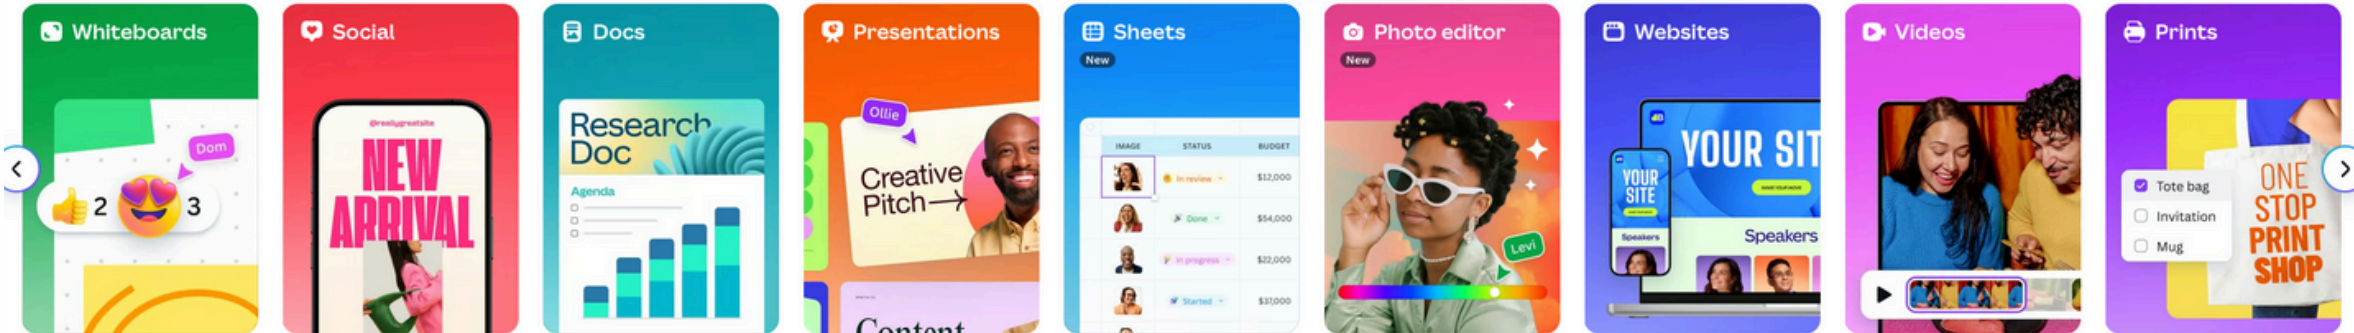 Whiteboards
Dom
2
3
Social
@reallygreatsite
NEW
ARRIVAL
Docs
Research
Doc
Agenda
Presentations
Ollie
Creative
Pitch
Content
Sheets
New
IMAGE STATUS BUDGET
In review $12,000
Done $54,000
In progress $22,000
Started $37,000
Photo editor
New
Levi
Websites
YOUR SIT
YOUR
SITE
Speakers
Speakers
Videos
Prints
Tote bag
Invitation
Mug
ONE
STOP
PRINT
SHOP